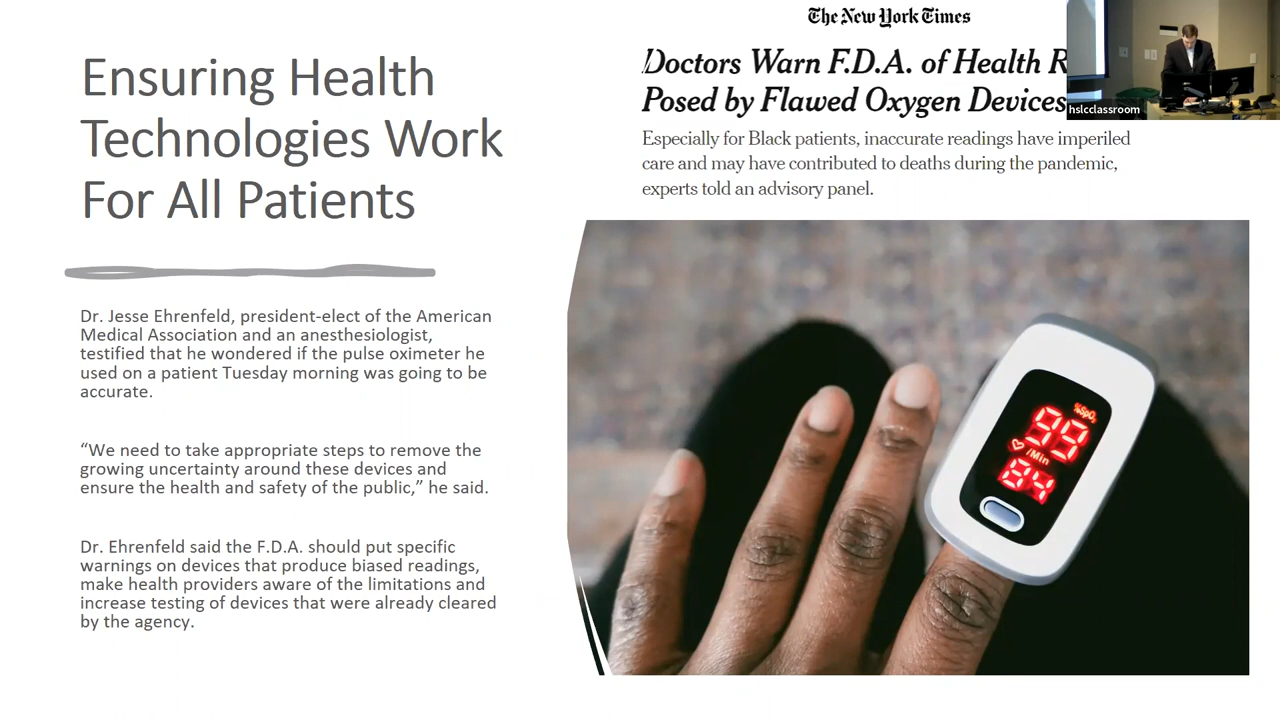 Ensuring Health
Technologies Work
For All Patients
Dr. Jesse Ehrenfeld, president-elect of the American
Medical Association and an anesthesiologist,
testified that he wondered if the pulse oximeter he
used on a patient Tuesday morning was going to be
accurate.
“We need to take appropriate steps to remove the
growing uncertainty around these devices and
ensure the health and safety of the public,” he said.
Dr. Ehrenfeld said the F.D.A. should put specific
warnings on devices that produce biased readings,
make health providers aware of the limitations and
increase testing of devices that were already cleared
by the agency.
The New York Times
Doctors Warn F.D.A. of Health
Posed by Flawed Oxygen Devices
Especially for Black patients, inaccurate readings have imperiled
care and may have contributed to deaths during the pandemic,
experts told an advisory panel.
hslcclassroom
%SpO₂
99
/Min
84